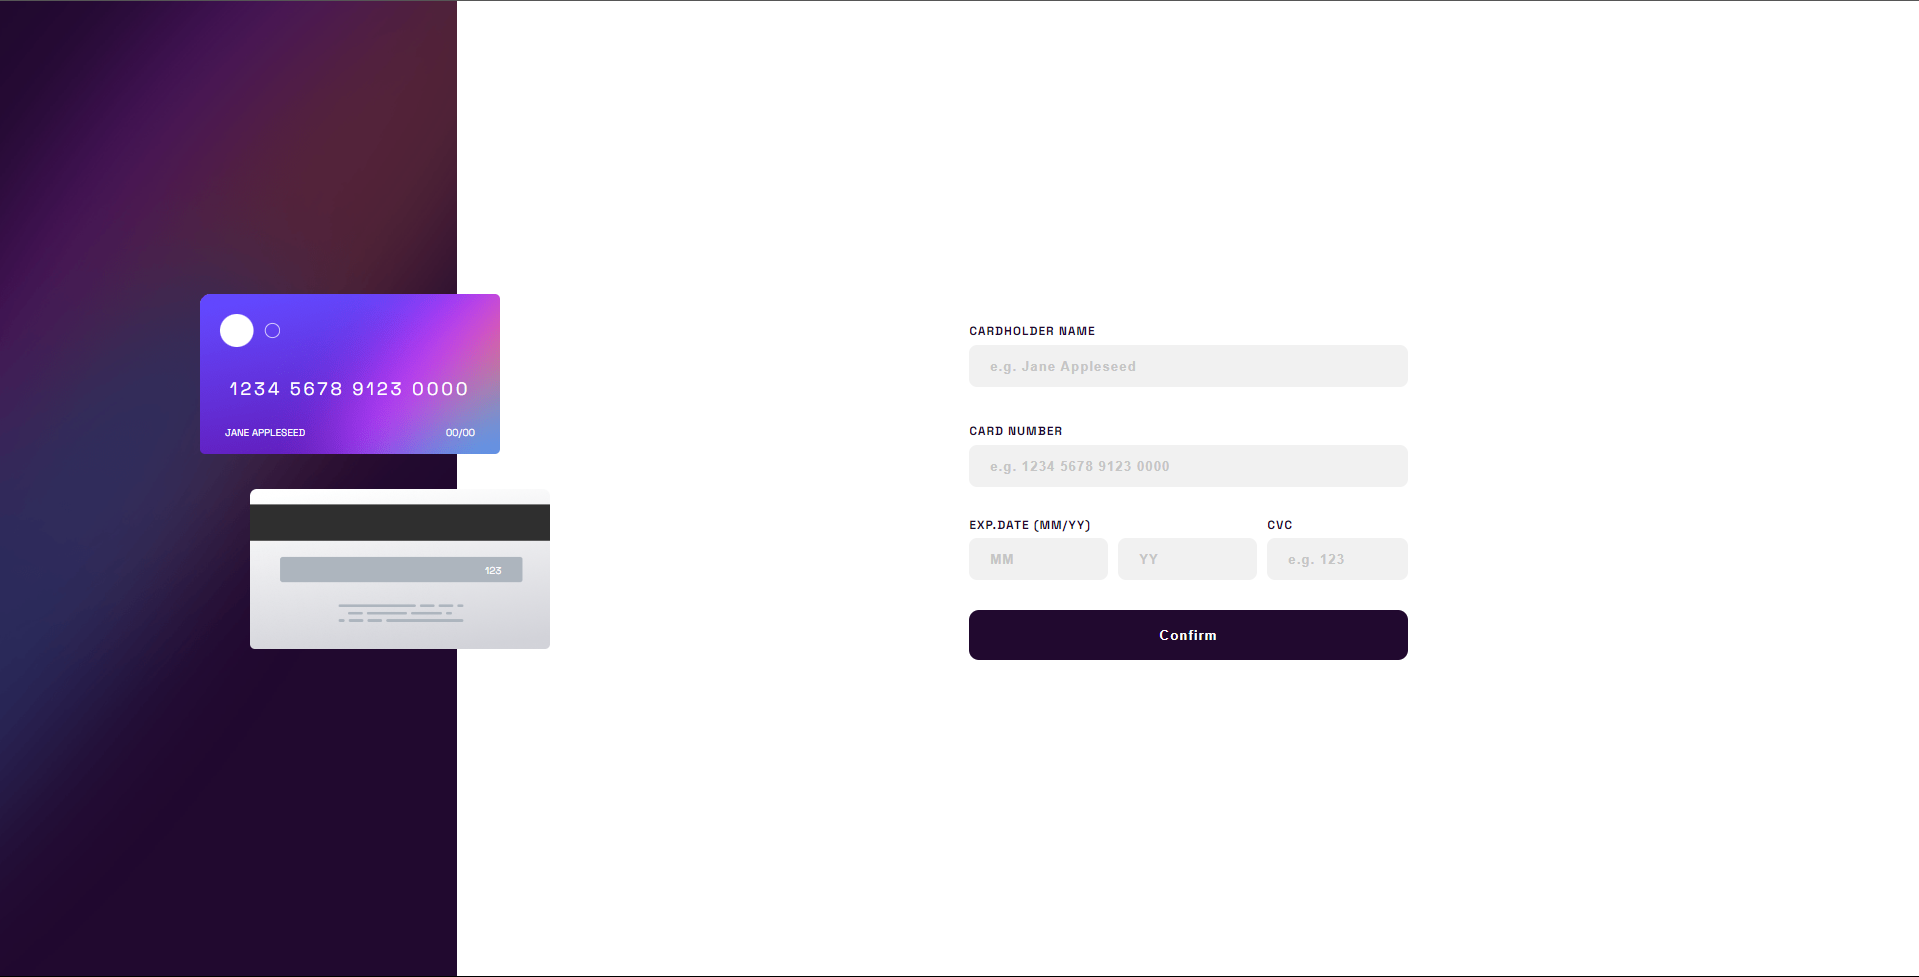 1234 5678 9123 0000
JANE APPLESEED 00/00
123
CARDHOLDER NAME
e.g. Jane Appleseed
CARD NUMBER
e.g. 1234 5678 9123 0000
EXP.DATE (MM/YY) CVC
MM YY e.g. 123
Confirm